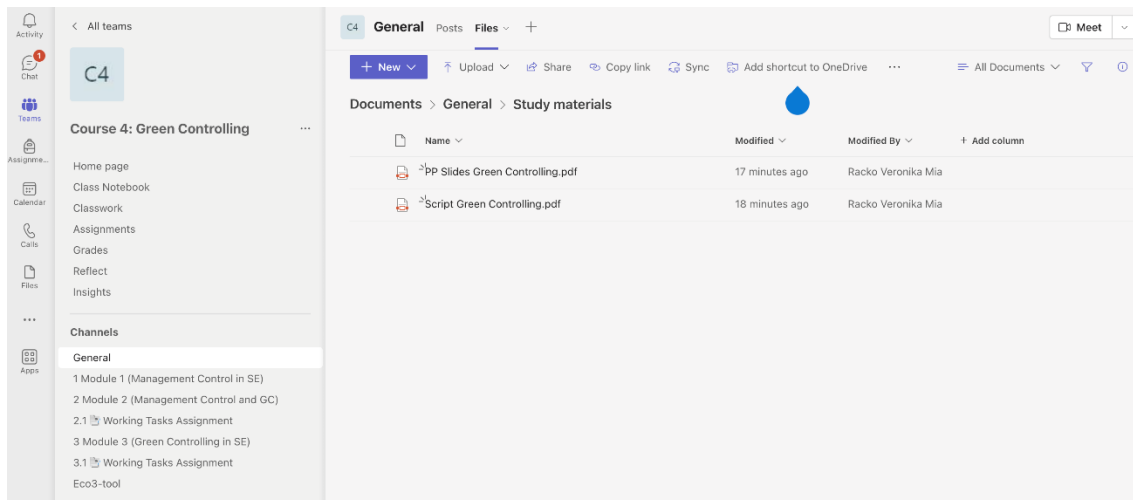 Activity
1
Chat
Teams
Assignme...
Calendar
Calls
Files
Apps
< All teams
C4
Course 4: Green Controlling ...
Home page
Class Notebook
Classwork
Assignments
Grades
Reflect
Insights
Channels
General
1 Module 1 (Management Control in SE)
2 Module 2 (Management Control and GC)
2.1 Working Tasks Assignment
3 Module 3 (Green Controlling in SE)
3.1 Working Tasks Assignment
Eco3-tool
C4 General Posts Files + Meet
+ New Upload Share Copy link Sync Add shortcut to OneDrive ... All Documents
Documents > General > Study materials
Name Modified Modified By + Add column
PP Slides Green Controlling.pdf 17 minutes ago Racko Veronika Mia
Script Green Controlling.pdf 18 minutes ago Racko Veronika Mia